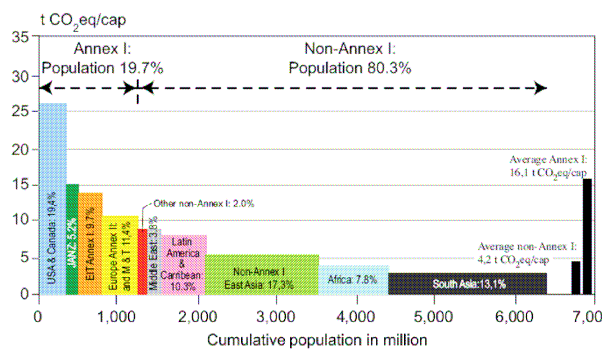 t CO2eq/cap
35
30
25
20
15
10
5
0
Annex I:
Population 19.7%
Non-Annex I:
Population 80.3%
USA & Canada: 19,4%
JANZ: 5,2%
EIT Annex I: 9.7%
Europe Annex II:
and M & T: 11,4%
Other non-Annex I: 2.0%
Middle East: 3.8%
Latin
America
&
Carribean:
10.3%
Non-Annex I
East Asia: 17,3%
Africa: 7.8%
South Asia:13,1%
Average Annex I:
16,1 t CO2eq/cap
Average non-Annex I:
4,2 t CO2eq/cap
0
1,000
2,000
3,000
4,000
5,000
6,000
7,00
Cumulative population in million